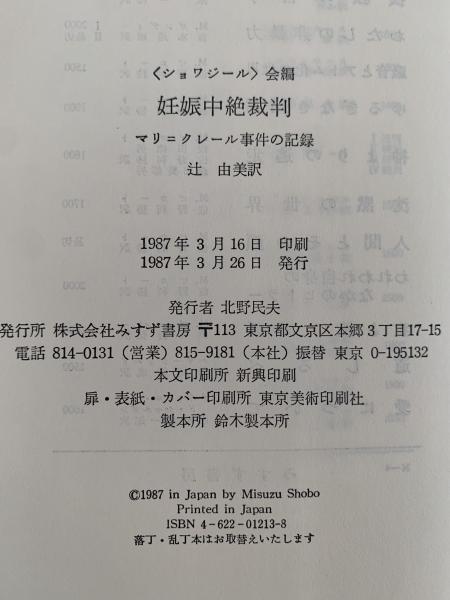 〈ショワジール〉会編
妊娠中絶裁判
マリ=クレール事件の記録
辻 由美訳
1987年 3月16日 印刷
1987年 3月26日 発行
発行者 北野民夫
発行所 株式会社みすず書房 〒113 東京都文京区本郷3丁目17-15
電話 814-0131（営業）815-9181（本社）振替 東京 0-195132
本文印刷所 新興印刷
扉・表紙・カバー印刷所 東京美術印刷社
製本所 鈴木製本所
©1987 in Japan by Misuzu Shobo
Printed in Japan
ISBN 4-622-01213-8
落丁・乱丁本はお取替えいたします